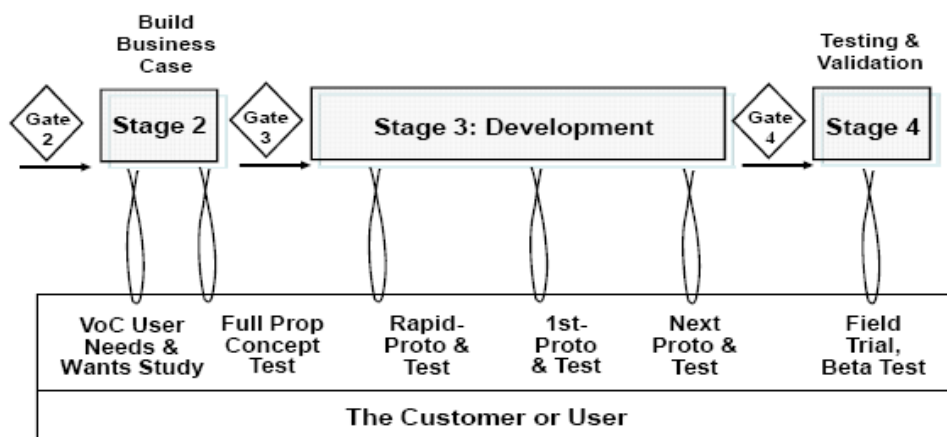 Build
Business
Case
Testing &
Validation
Gate
2
Stage 2
Gate
3
Stage 3: Development
Gate
4
Stage 4
VoC User
Needs &
Wants Study
Full Prop
Concept
Test
Rapid-
Proto &
Test
1st-
Proto
& Test
Next
Proto &
Test
Field
Trial,
Beta Test
The Customer or User